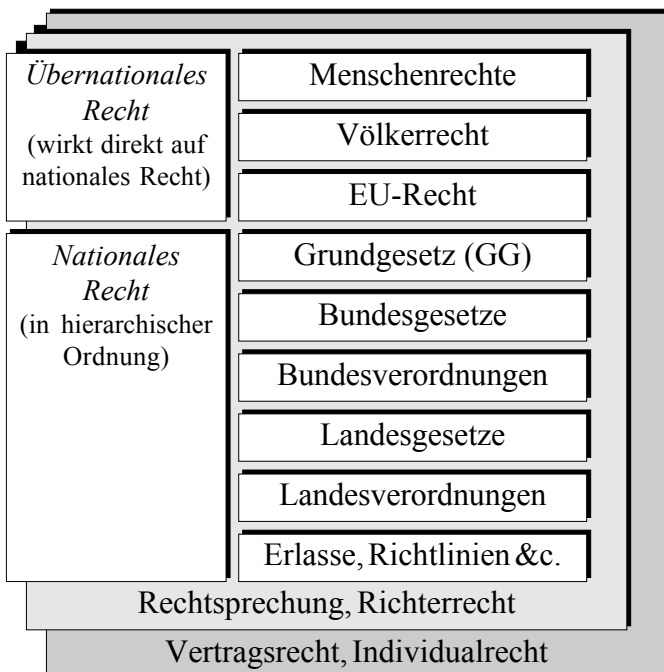 Übernationales
Recht
(wirkt direkt auf
nationales Recht)
Menschenrechte
Völkerrecht
EU-Recht
Nationales
Recht
(in hierarchischer
Ordnung)
Grundgesetz (GG)
Bundesgesetze
Bundesverordnungen
Landesgesetze
Landesverordnungen
Erlasse, Richtlinien &c.
Rechtsprechung, Richterrecht
Vertragsrecht, Individualrecht